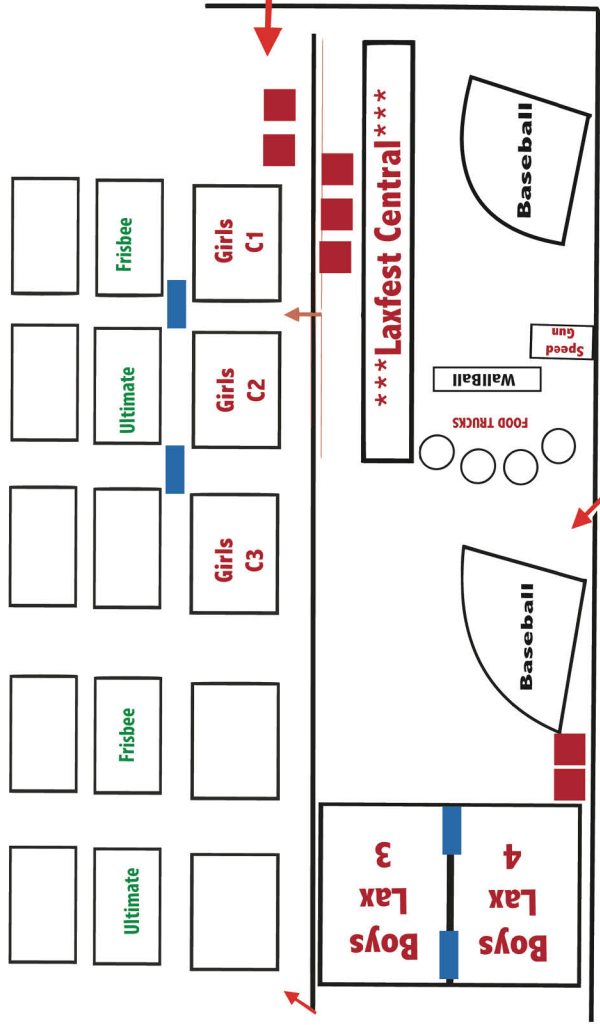 Frisbee
Girls
C1
****Laxfest Central****
Baseball
Speed
Gun
Ultimate
Girls
C2
WallBall
FOOD TRUCKS
Girls
C3
Baseball
Frisbee
Ultimate
Boys
Lax
3
Boys
Lax
4